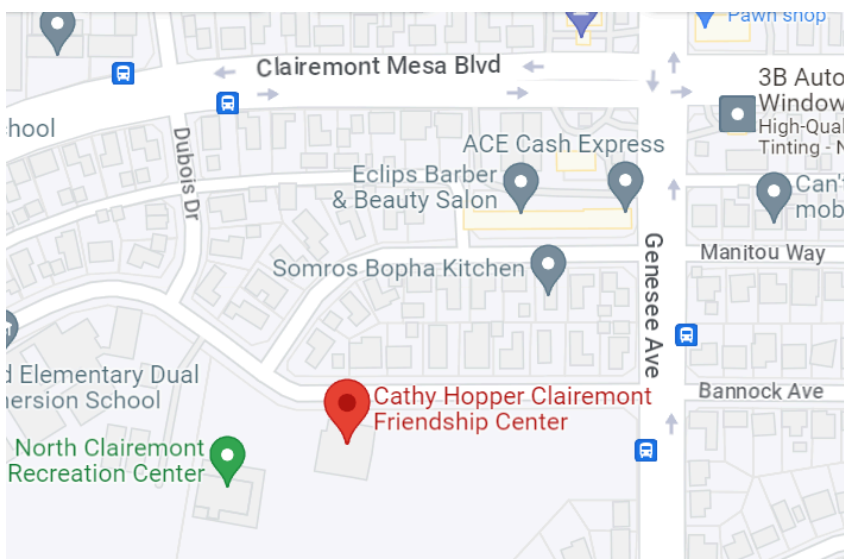 Pawn shop
Clairemont Mesa Blvd
3B Auto
Window
High-Qual
Tinting - N
hool
Dubois Dr
ACE Cash Express
Eclips Barber
& Beauty Salon
Can'
mob
Genesee Ave
Manitou Way
Somros Bopha Kitchen
d Elementary Dual
ersion School
Bannock Ave
Cathy Hopper Clairemont
Friendship Center
North Clairemont
Recreation Center